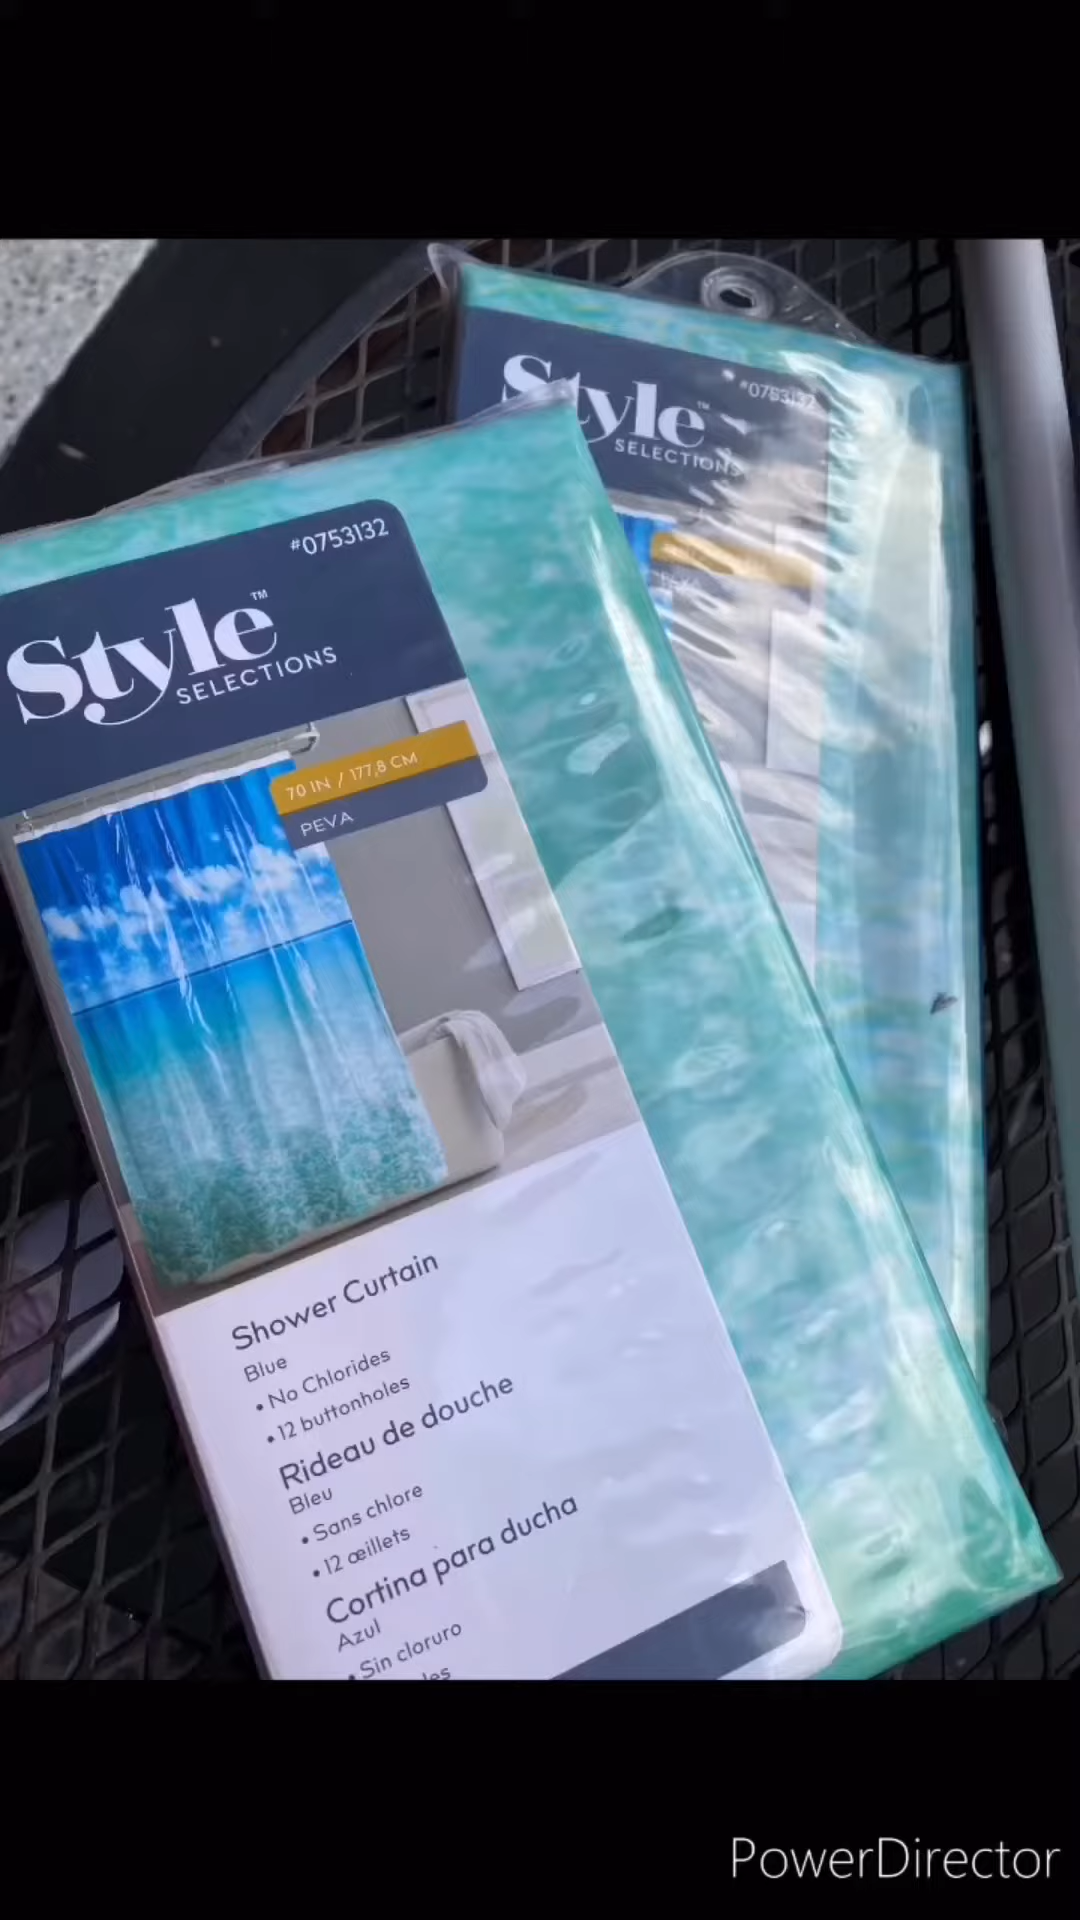 #0753132
Style™
SELECTIONS
#0753132
Style™
SELECTIONS
70 IN / 177,8 CM
PEVA
PEVA
Shower Curtain
Blue
• No Chlorides
• 12 buttonholes
Rideau de douche
Bleu
• Sans chlore
• 12 œillets
Cortina para ducha
Azul
• Sin cloruro
PowerDirector